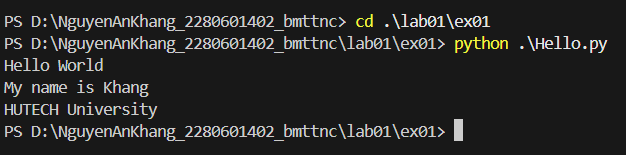 PS D:\NguyenAnKhang_2280601402_bmttnc> cd .\lab01\ex01
PS D:\NguyenAnKhang_2280601402_bmttnc\lab01\ex01> python .\Hello.py
Hello World
My name is Khang
HUTECH University
PS D:\NguyenAnKhang_2280601402_bmttnc\lab01\ex01>